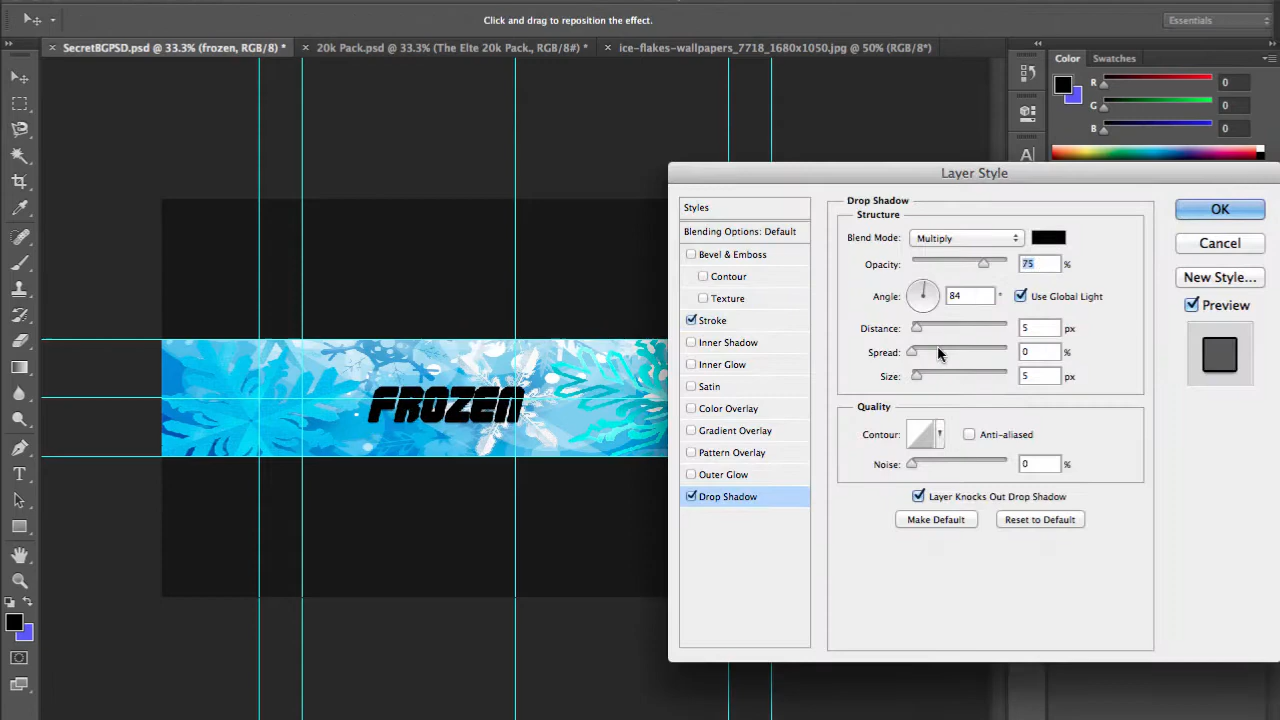 Click and drag to reposition the effect.
Essentials
SecretBGPSD.psd @ 33.3% (frozen, RGB/8) *
20k Pack.psd @ 33.3% (The Elte 20k Pack., RGB/8#) *
ice-flakes-wallpapers_7718_1680x1050.jpg @ 50% (RGB/8*)
Color
Swatches
R 0
G 0
B 0
Layer Style
Styles
Blending Options: Default
Bevel & Emboss
Contour
Texture
Stroke
Inner Shadow
Inner Glow
Satin
Color Overlay
Gradient Overlay
Pattern Overlay
Outer Glow
Drop Shadow
Drop Shadow
Structure
Blend Mode: Multiply
Opacity: 75 %
Angle: 84 ° Use Global Light
Distance: 5 px
Spread: 0 %
Size: 5 px
Quality
Contour: Anti-aliased
Noise: 0 %
Layer Knocks Out Drop Shadow
Make Default Reset to Default
OK
Cancel
New Style...
Preview
FROZEN